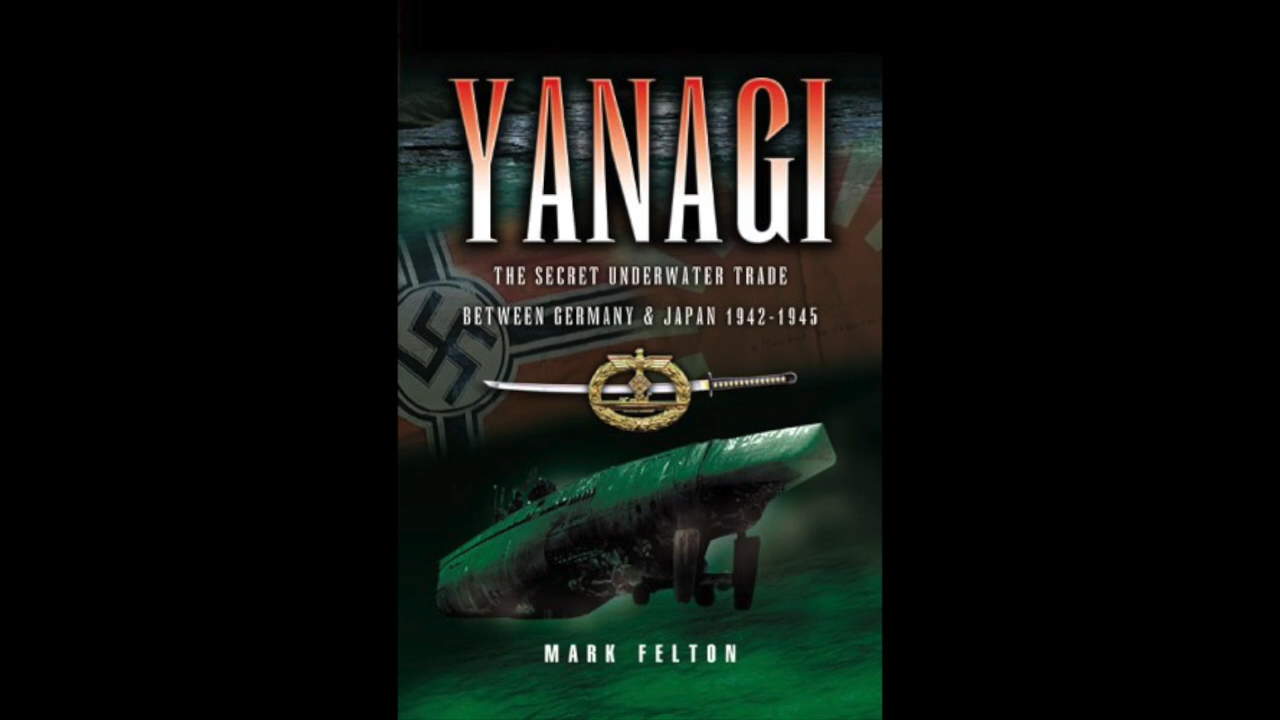 YANAGI
THE SECRET UNDERWATER TRADE
BETWEEN GERMANY & JAPAN 1942-1945
MARK FELTON